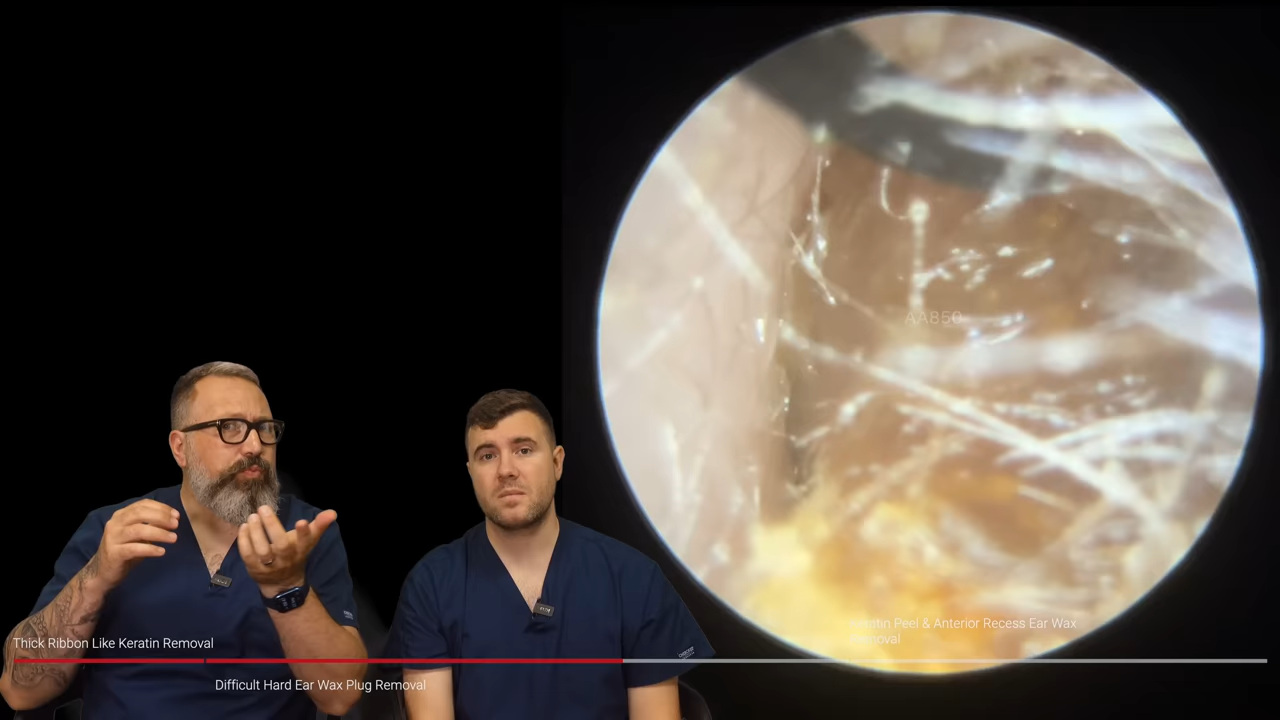 AA850
Thick Ribbon Like Keratin Removal
Keratin Peel & Anterior Recess Ear Wax
Removal
Difficult Hard Ear Wax Plug Removal